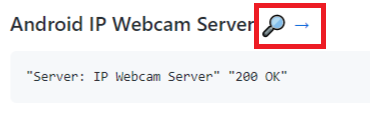 Android IP Webcam Server 🔎 →
"Server: IP Webcam Server" "200 OK"